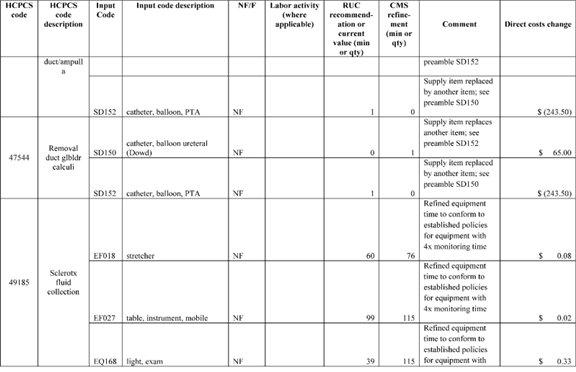 HCPCS code
HCPCS code description
Input Code
Input code description
NF/F
Labor activity (where applicable)
RUC recommend-ation or current value (min or qty)
CMS refine-ment (min or qty)
Comment
Direct costs change
duct/ampull
a
preamble SD152
SD152 catheter, balloon, PTA NF 1 0
Supply item replaced
by another item; see
preamble SD150
$ (243.50)
47544
Removal
duct glbldr
calculi
SD150
catheter, balloon ureteral
(Dowd)
NF 0 1
Supply item replaces
another item; see
preamble SD152
$ 65.00
SD152 catheter, balloon, PTA NF 1 0
Supply item replaced
by another item; see
preamble SD150
$ (243.50)
49185
Sclerotx
fluid
collection
EF018 stretcher NF 60 76
Refined equipment
time to conform to
established policies
for equipment with
4x monitoring time
$ 0.08
EF027 table, instrument, mobile NF 99 115
Refined equipment
time to conform to
established policies
for equipment with
4x monitoring time
$ 0.02
EQ168 light, exam NF 39 115
Refined equipment
time to conform to
established policies
for equipment with
$ 0.33